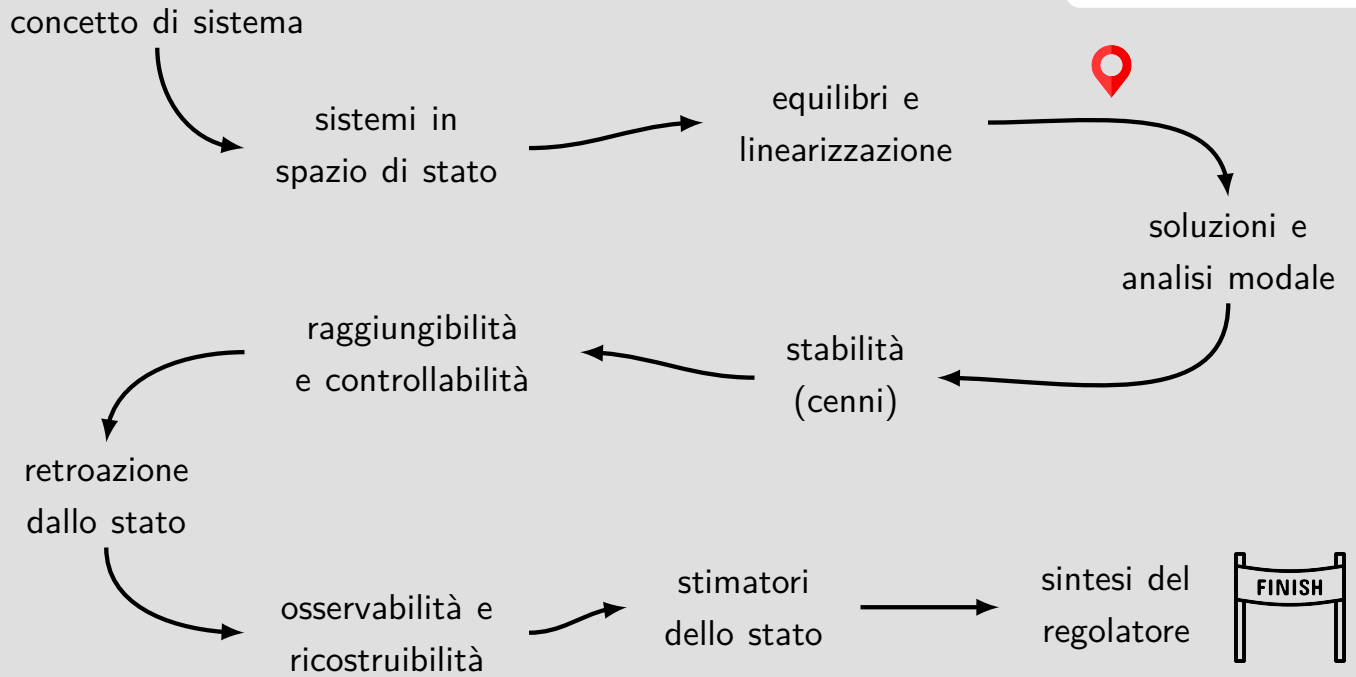 concetto di sistema
sistemi in
spazio di stato
equilibri e
linearizzazione
soluzioni e
analisi modale
stabilità
(cenni)
raggiungibilità
e controllabilità
retroazione
dallo stato
osservabilità e
ricostruibilità
stimatori
dello stato
sintesi del
regolatore
FINISH